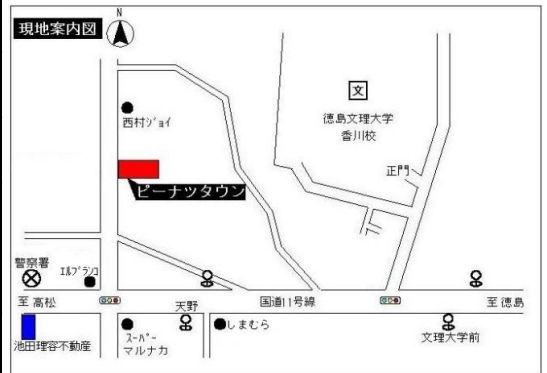 N
現地案内図
文
徳島文理大学
香川校
西村ジョイ
正門
ピーナツタウン
警察署
エルブランコ
至 高松
天野
国道11号線
至 徳島
スーパー
マルナカ
しまむら
文理大学前
池田理容不動産